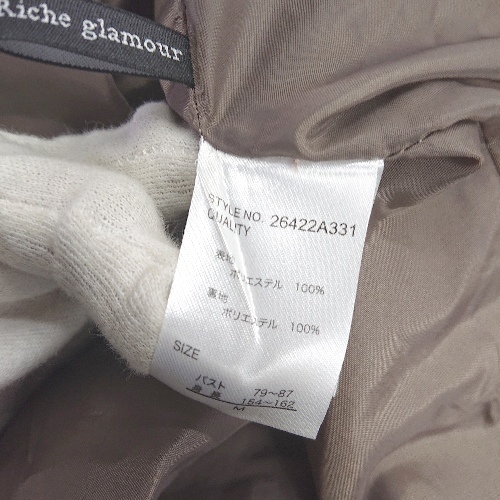 Riche glamour
STYLE NO. 26422A331
QUALITY
表地
ポリエステル 100%
裏地
ポリエステル 100%
SIZE
バスト 79〜87
身長 154〜162
M